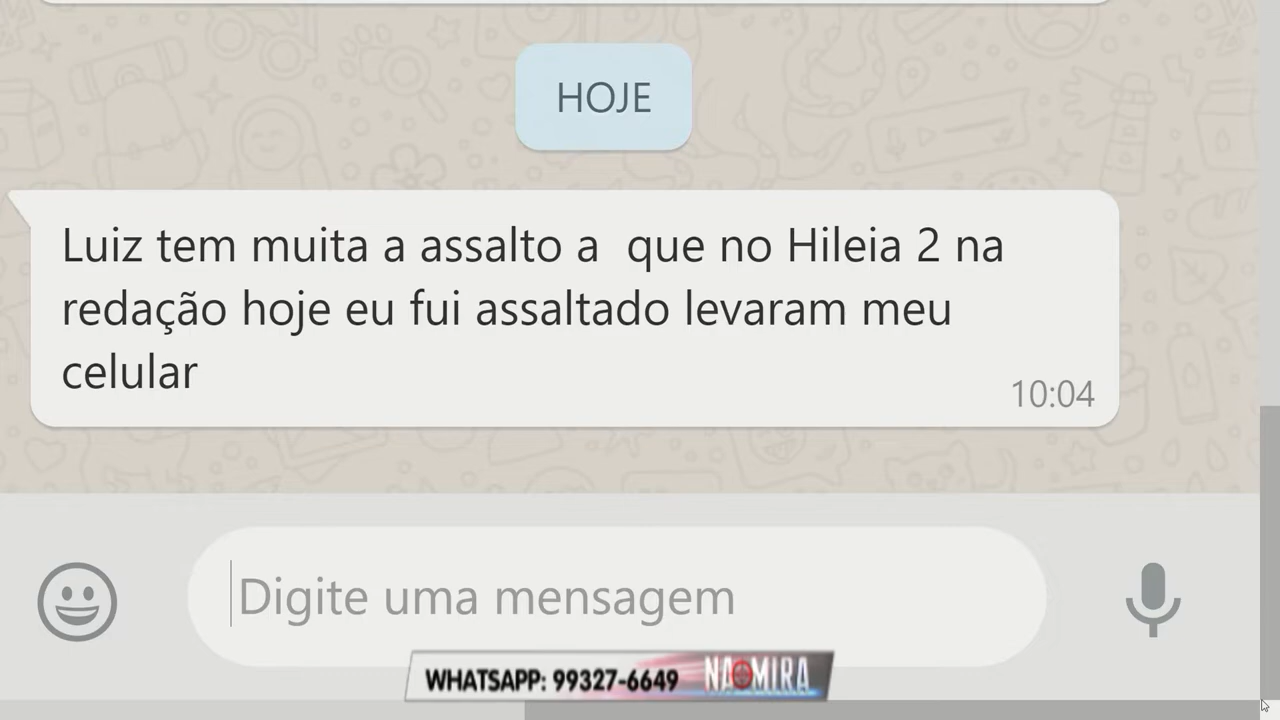 HOJE
Luiz tem muita a assalto a  que no Hileia 2 na
redação hoje eu fui assaltado levaram meu
celular
10:04
Digite uma mensagem
WHATSAPP: 99327-6649 NA MIRA